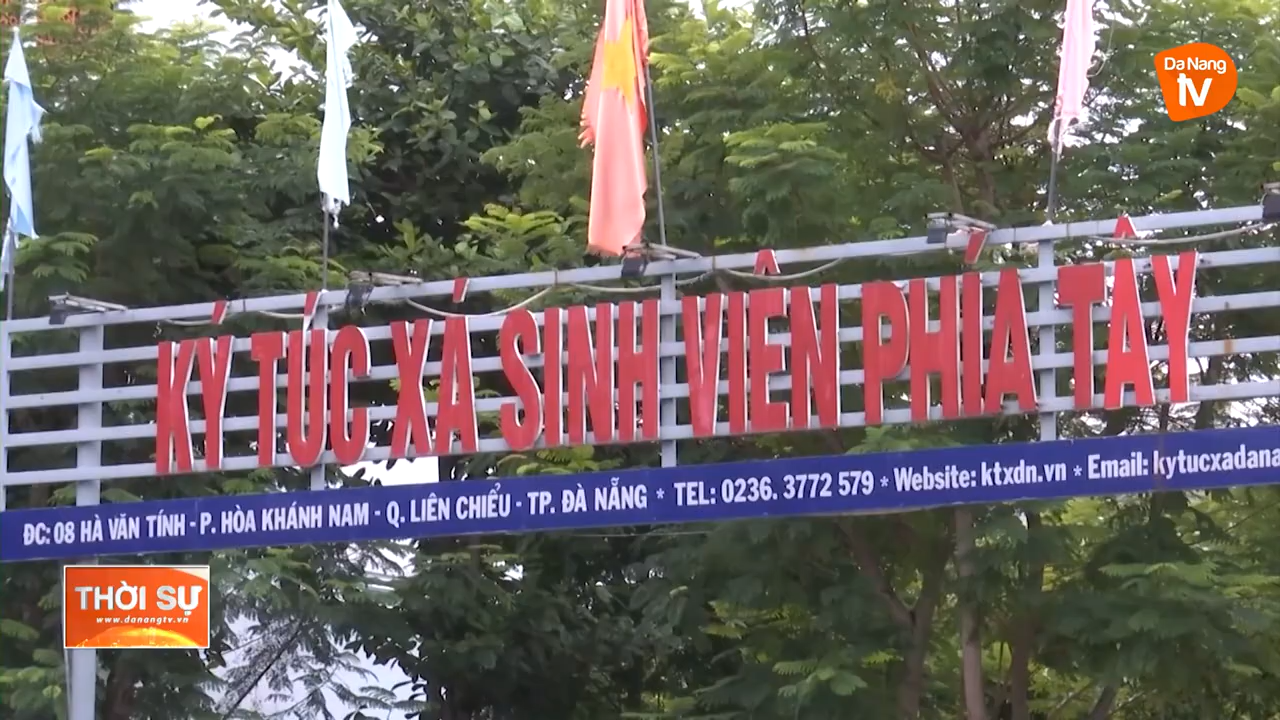 Da Nang
tv
KÝ TÚC XÁ SINH VIÊN PHÍA TÂY
ĐC: 08 HÀ VĂN TÍNH - P. HÒA KHÁNH NAM - Q. LIÊN CHIỂU - TP. ĐÀ NẴNG * TEL: 0236. 3772 579 * Website: ktxdn.vn * Email: kytucxadana
THỜI SỰ
www.danangtv.vn